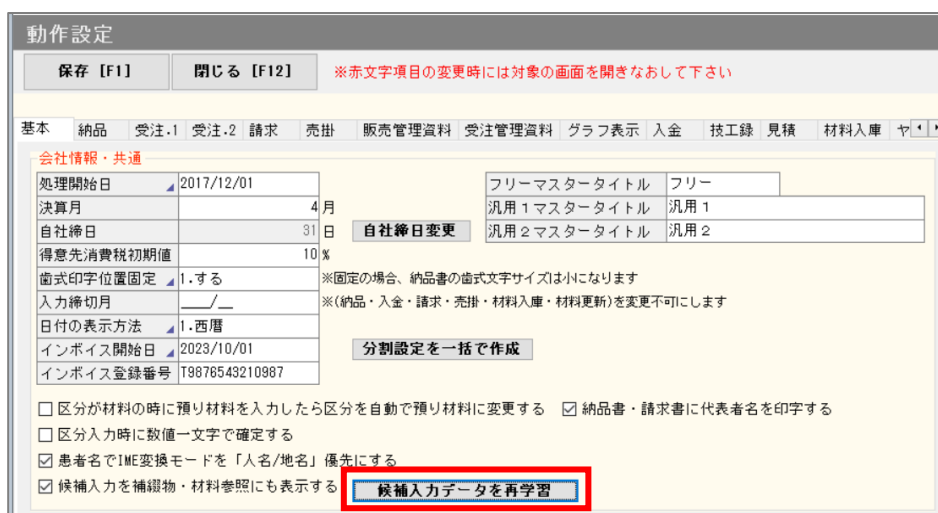 動作設定
保存 [F1] 閉じる [F12] ※赤文字項目の変更時には対象の画面を開きなおして下さい
基本 納品 受注.1 受注.2 請求 売掛 販売管理資料 受注管理資料 グラフ表示 入金 技工録 見積 材料入庫 ヤ
会社情報・共通
処理開始日 2017/12/01 フリーマスタータイトル フリー
決算月 4 月 汎用１マスタータイトル 汎用１
自社締日 31 日 自社締日変更 汎用２マスタータイトル 汎用２
得意先消費税初期値 10 %
歯式印字位置固定 1.する ※固定の場合、納品書の歯式文字サイズは小になります
入力締切月 __/__ ※(納品・入金・請求・売掛・材料入庫・材料更新)を変更不可にします
日付の表示方法 1.西暦
インボイス開始日 2023/10/01 分割設定を一括で作成
インボイス登録番号 T9876543210987
区分が材料の時に預り材料を入力したら区分を自動で預り材料に変更する 納品書・請求書に代表者名を印字する
区分入力時に数値一文字で確定する
患者名でIME変換モードを「人名/地名」優先にする
候補入力を補綴物・材料参照にも表示する 候補入力データを再学習